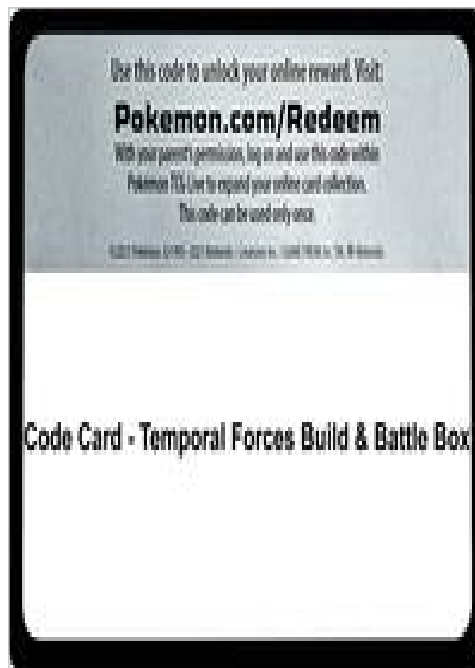 Use this code to unlock your online reward. Visit:
Pokemon.com/Redeem
With your parent's permission, log on and use this code within
Pokémon TCG Live to expand your online card collection.
This code can be used only once.
Code Card - Temporal Forces Build & Battle Box